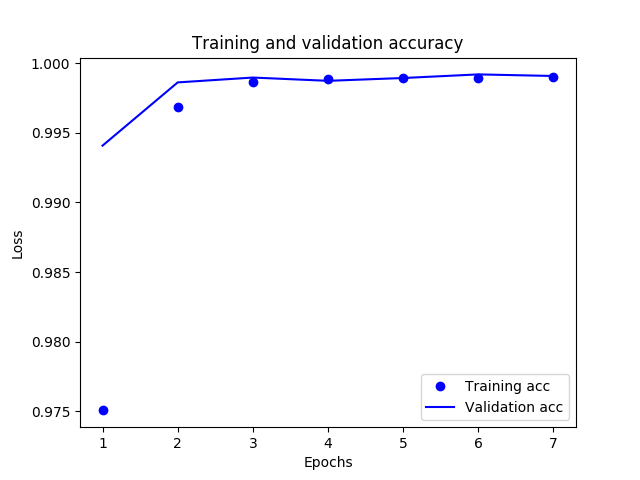 Training and validation accuracy
1.000
0.995
0.990
0.985
0.980
0.975
Loss
1 2 3 4 5 6 7
Epochs
Training acc
Validation acc